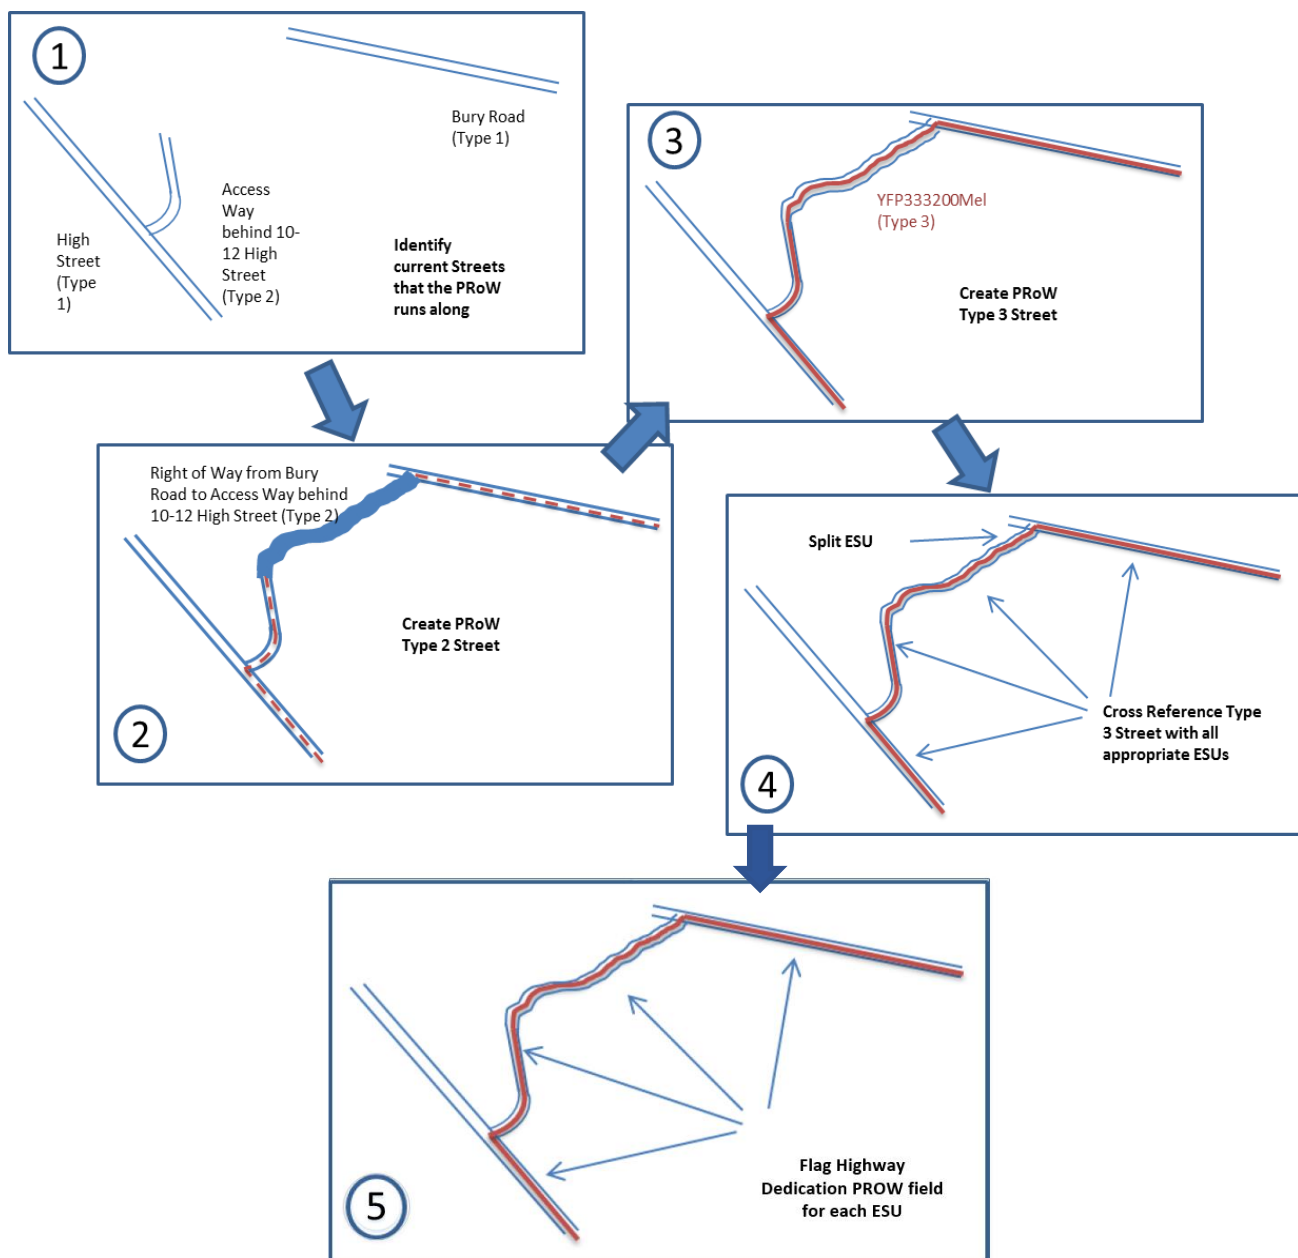 1
Bury Road
(Type 1)
Access
Way
behind 10-
12 High
Street
(Type 2)
High
Street
(Type
1)
Identify
current Streets
that the PRoW
runs along
Right of Way from Bury
Road to Access Way behind
10-12 High Street (Type 2)
Create PRoW
Type 2 Street
2
3
YFP333200Mel
(Type 3)
Create PRoW
Type 3 Street
Split ESU
Cross Reference Type
3 Street with all
appropriate ESUs
4
Flag Highway
Dedication PROW field
for each ESU
5